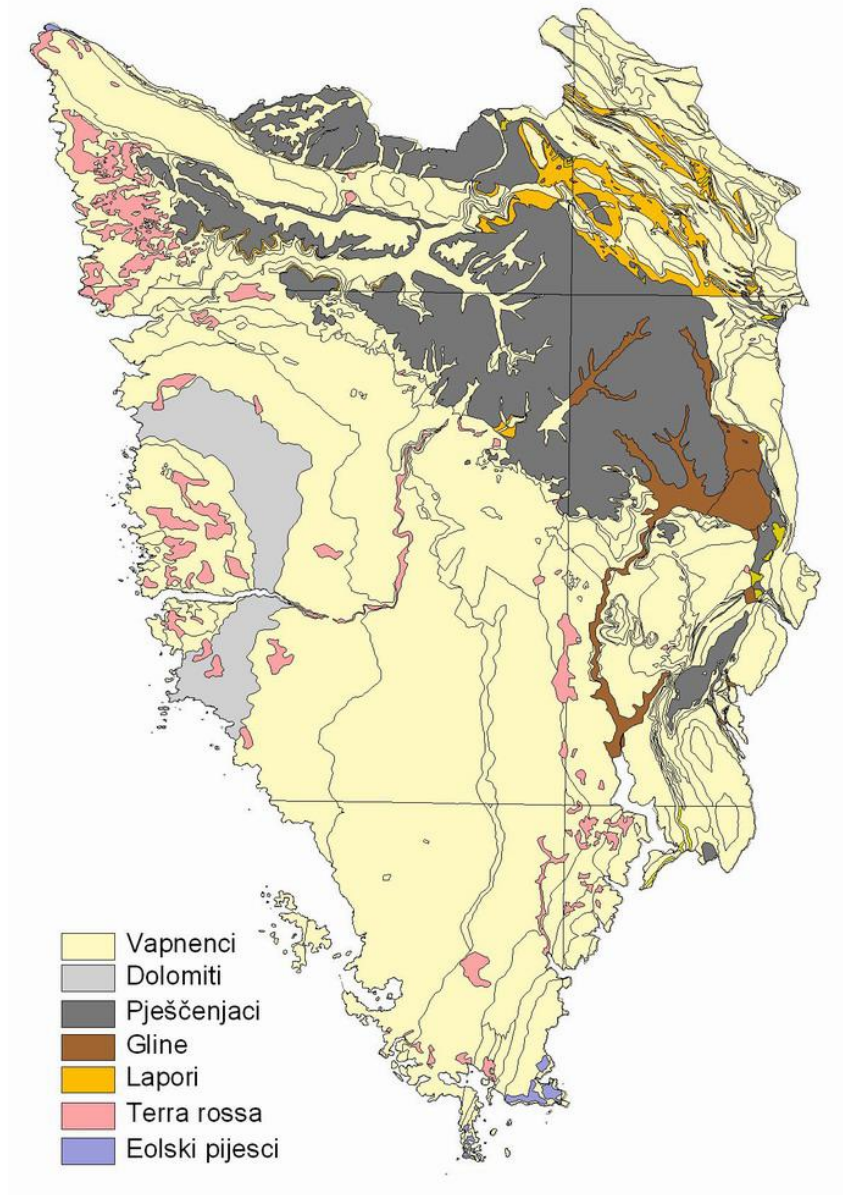 Vapnenci
Dolomiti
Pješčenjaci
Gline
Lapori
Terra rossa
Eolski pijesci